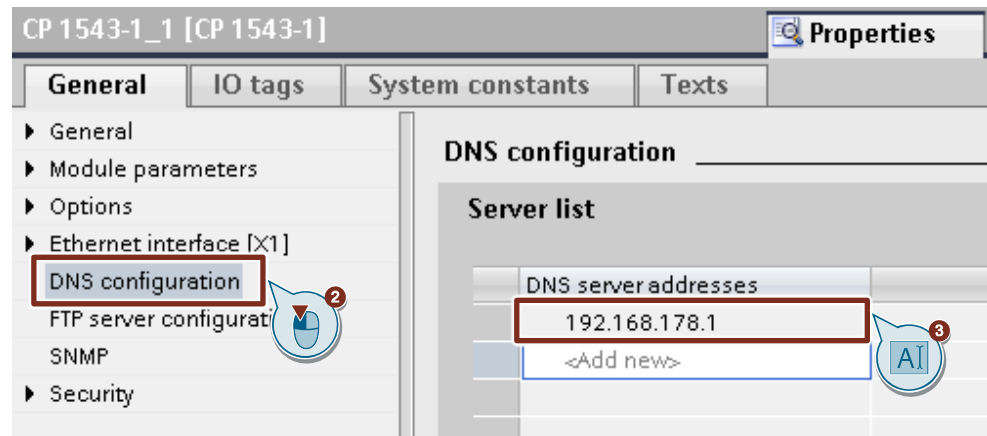 CP 1543-1_1 [CP 1543-1]
Properties
General IO tags System constants Texts
General
Module parameters
Options
Ethernet interface [X1]
DNS configuration
2
FTP server
SNMP
Security
DNS configuration
Server list
DNS server addresses
192.168.178.1
3
<Add new>
AI